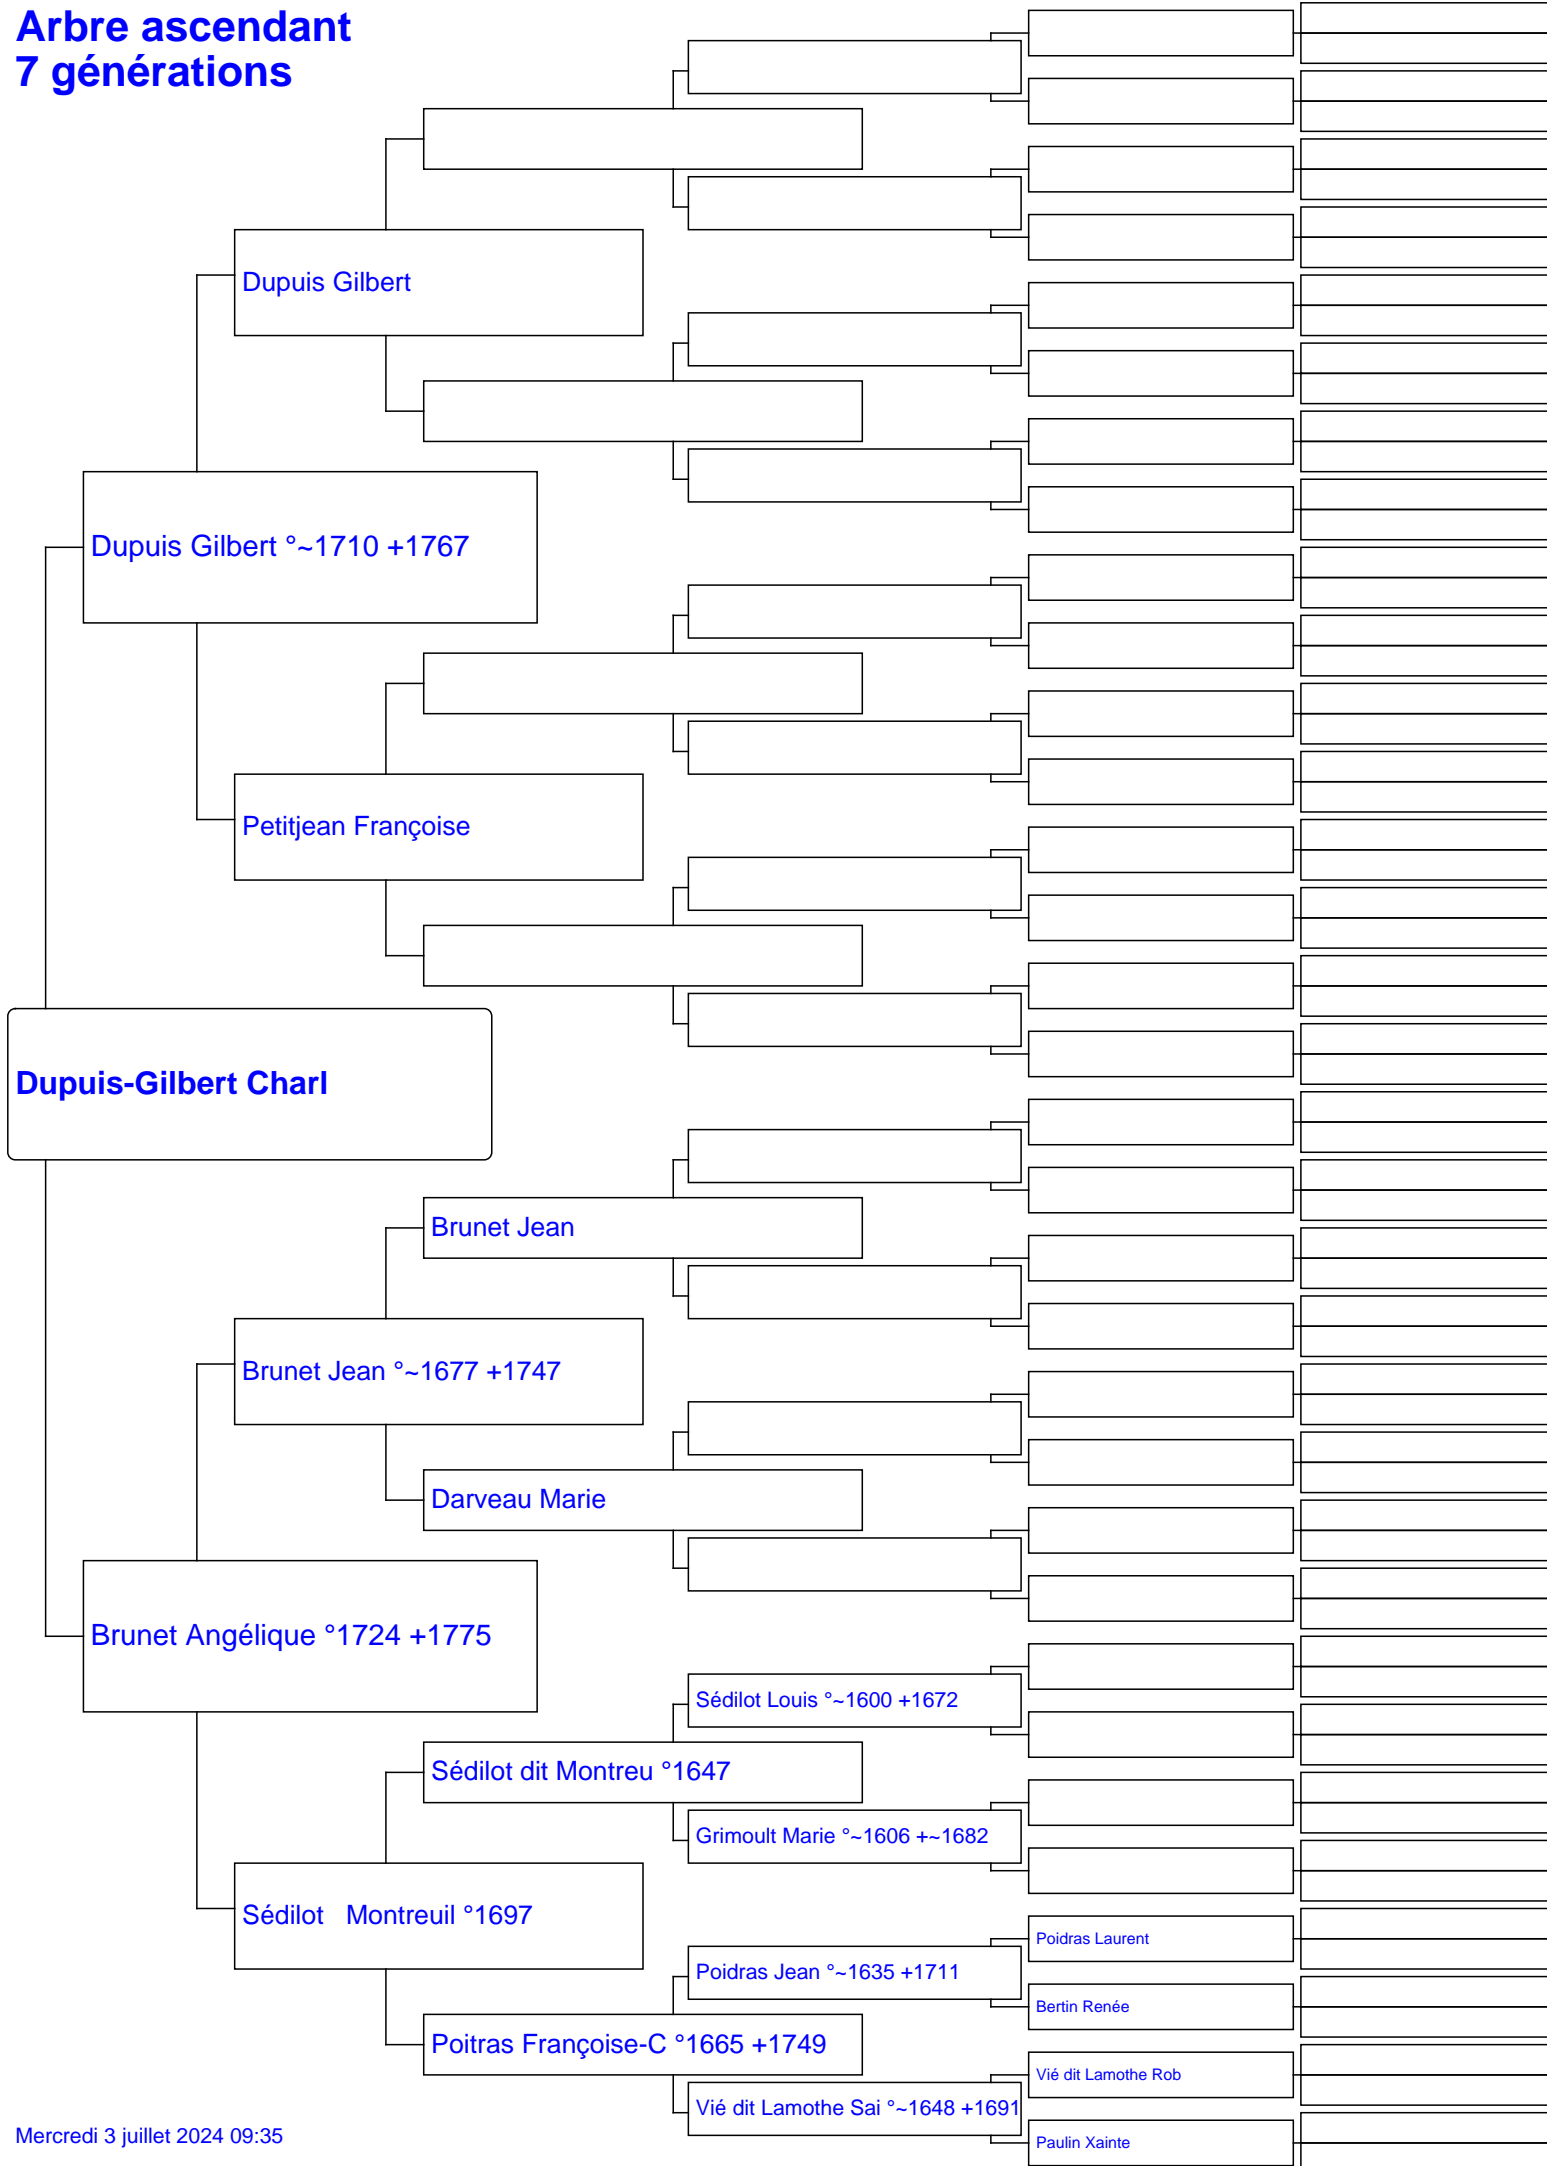 Arbre ascendant
7 générations
Dupuis Gilbert
Dupuis Gilbert °~1710 +1767
Petitjean Françoise
Dupuis-Gilbert Charl
Brunet Jean
Brunet Jean °~1677 +1747
Darveau Marie
Brunet Angélique °1724 +1775
Sédilot Louis °~1600 +1672
Sédilot dit Montreu °1647
Grimoult Marie °~1606 +~1682
Sédilot   Montreuil °1697
Poidras Laurent
Poidras Jean °~1635 +1711
Bertin Renée
Poitras Françoise-C °1665 +1749
Vié dit Lamothe Rob
Vié dit Lamothe Sai °~1648 +1691
Paulin Xainte
Mercredi 3 juillet 2024 09:35